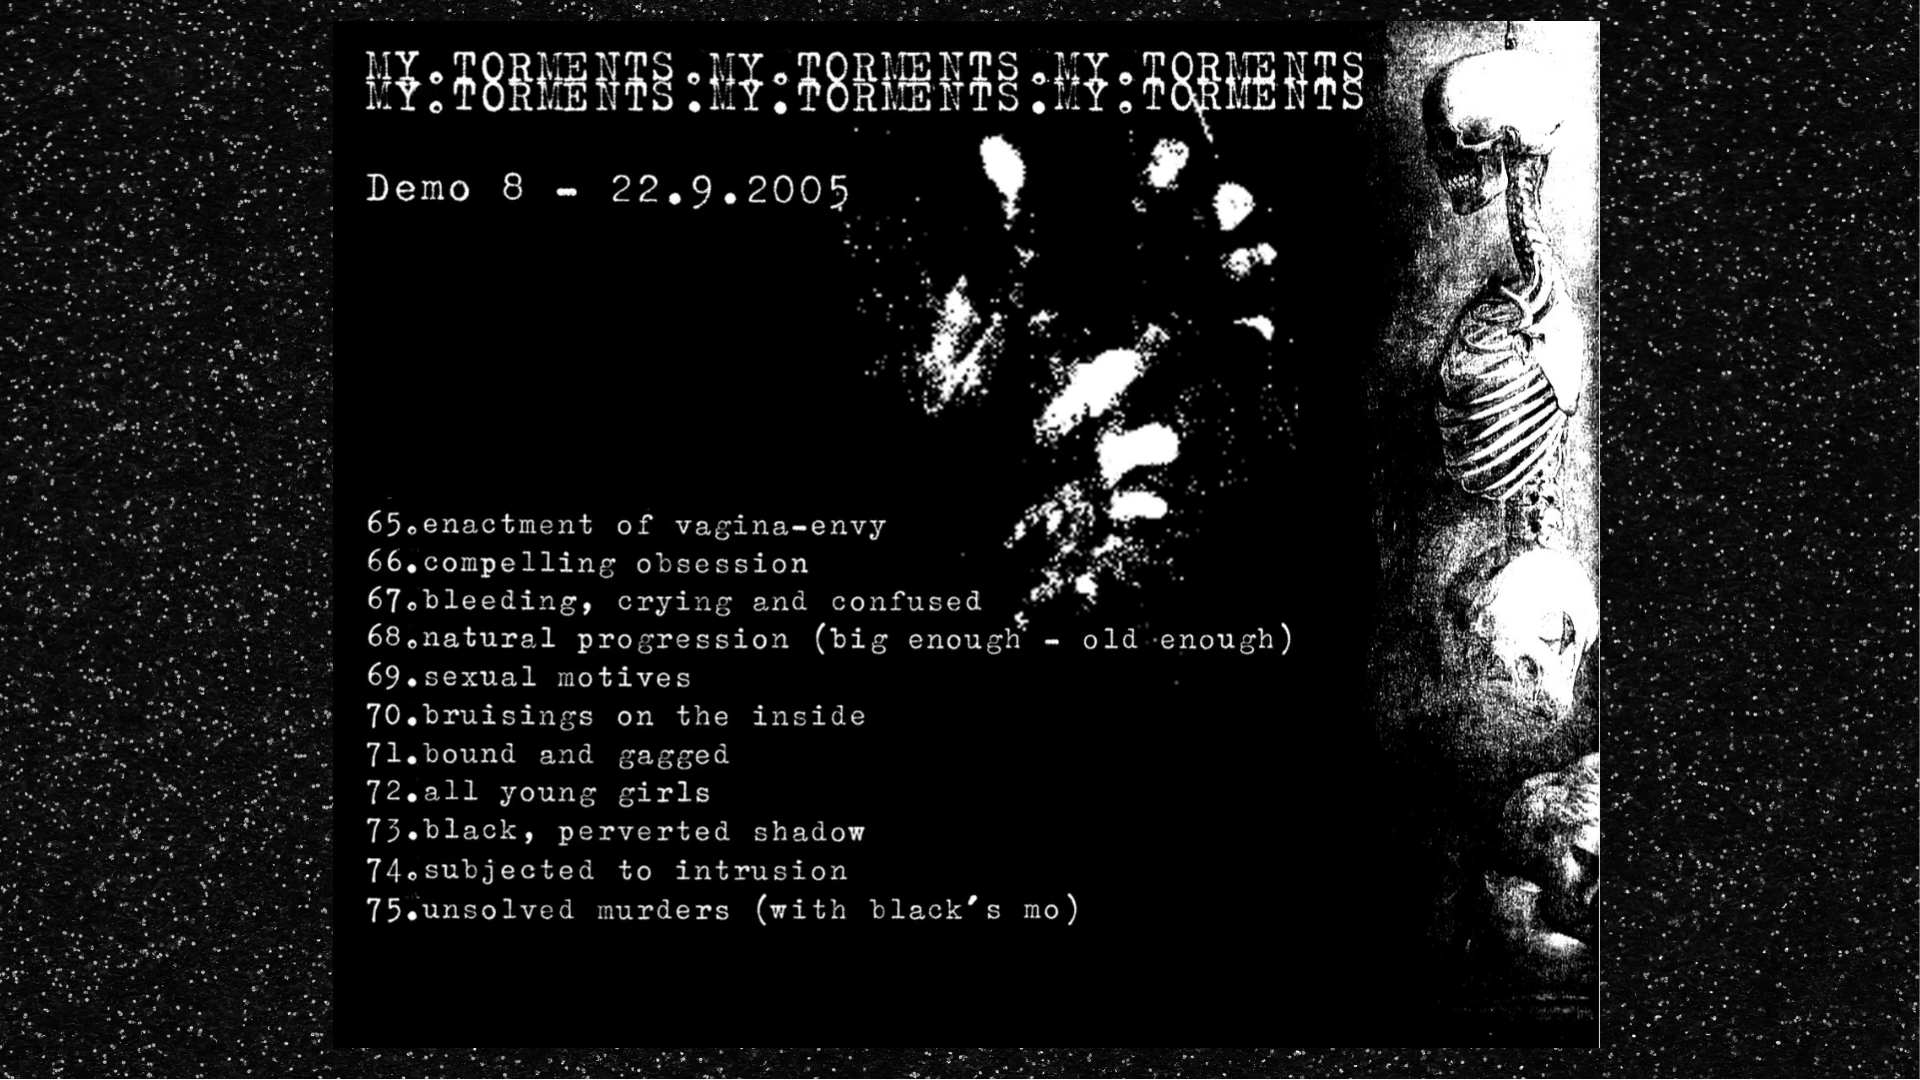 MY:TORMENTS:MY:TORMENTS:MY:TORMENTS
MY:TORMENTS:MY:TORMENTS:MY:TORMENTS
Demo 8 - 22.9.2005
65.enactment of vagina-envy
66.compelling obsession
67.bleeding, crying and confused
68.natural progression (big enough - old enough)
69.sexual motives
70.bruisings on the inside
71.bound and gagged
72.all young girls
73.black, perverted shadow
74.subjected to intrusion
75.unsolved murders (with black's mo)